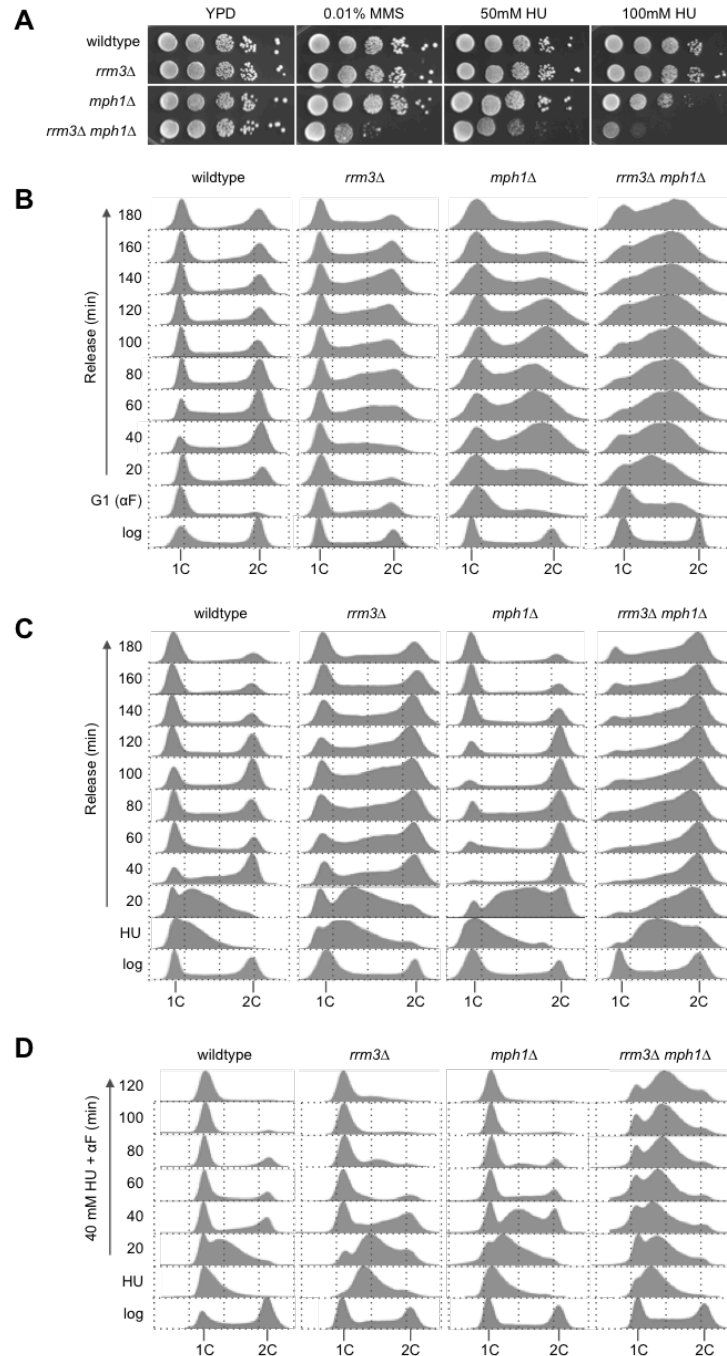 A
YPD 0.01% MMS 50mM HU 100mM HU
wildtype
rrm3Δ
mph1Δ
rrm3Δ mph1Δ
B
wildtype rrm3Δ mph1Δ rrm3Δ mph1Δ
Release (min)
180
160
140
120
100
80
60
40
20
G1 (αF)
log
1C 2C 1C 2C 1C 2C 1C 2C
C
wildtype rrm3Δ mph1Δ rrm3Δ mph1Δ
Release (min)
180
160
140
120
100
80
60
40
20
HU
log
1C 2C 1C 2C 1C 2C 1C 2C
D
wildtype rrm3Δ mph1Δ rrm3Δ mph1Δ
40 mM HU + αF (min)
120
100
80
60
40
20
HU
log
1C 2C 1C 2C 1C 2C 1C 2C